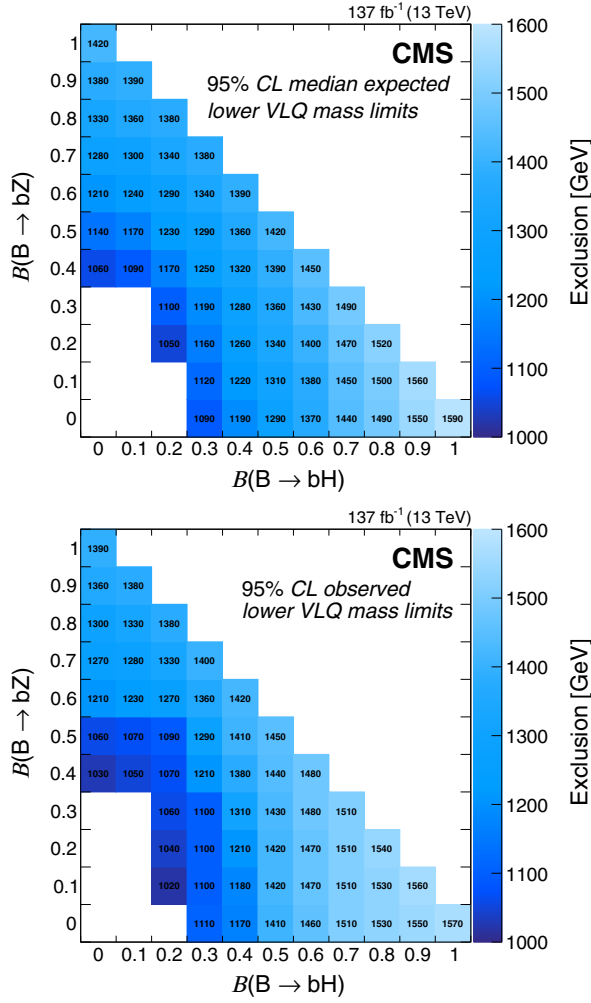 137 fb⁻¹ (13 TeV)
CMS
95% CL median expected
lower VLQ mass limits
1 1420
0.9 1380 1390
0.8 1330 1360 1380
0.7 1280 1300 1340 1380
0.6 1210 1240 1290 1340 1390
0.5 1140 1170 1230 1290 1360 1420
0.4 1060 1090 1170 1250 1320 1390 1450
0.3 1100 1190 1280 1360 1430 1490
0.2 1050 1160 1260 1340 1400 1470 1520
0.1 1120 1220 1310 1380 1450 1500 1560
0 1090 1190 1290 1370 1440 1490 1550 1590
0 0.1 0.2 0.3 0.4 0.5 0.6 0.7 0.8 0.9 1
B(B → bH)
B(B → bZ)
1600
1500
1400
1300
1200
1100
1000
Exclusion [GeV]
137 fb⁻¹ (13 TeV)
CMS
95% CL observed
lower VLQ mass limits
1 1390
0.9 1360 1380
0.8 1300 1330 1380
0.7 1270 1280 1330 1400
0.6 1210 1230 1270 1360 1420
0.5 1060 1070 1090 1290 1410 1450
0.4 1030 1050 1070 1210 1380 1440 1480
0.3 1060 1100 1310 1430 1480 1510
0.2 1040 1100 1210 1420 1470 1510 1540
0.1 1020 1100 1180 1420 1470 1510 1530 1560
0 1110 1170 1410 1460 1510 1530 1550 1570
0 0.1 0.2 0.3 0.4 0.5 0.6 0.7 0.8 0.9 1
B(B → bH)
B(B → bZ)
1600
1500
1400
1300
1200
1100
1000
Exclusion [GeV]